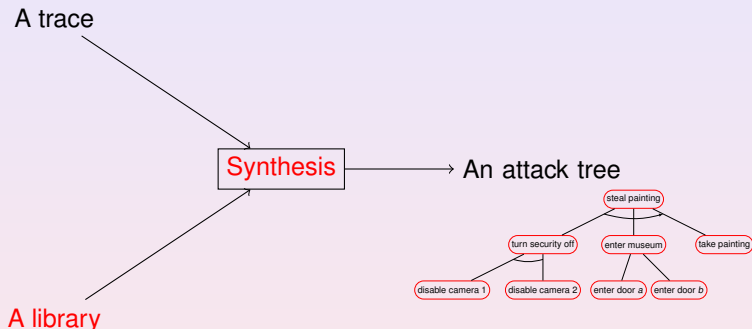 A trace
Synthesis
An attack tree
steal painting
turn security off
enter museum
take painting
disable camera 1
disable camera 2
enter door a
enter door b
A library